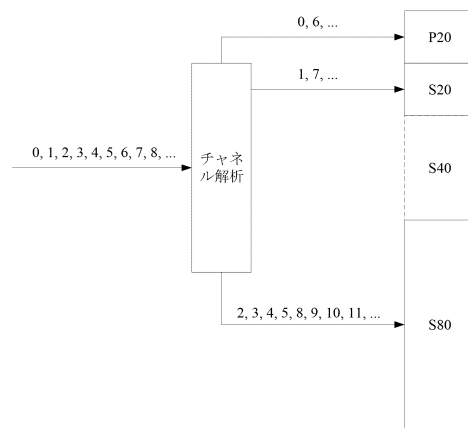 0, 6, ...
P20
1, 7, ...
S20
0, 1, 2, 3, 4, 5, 6, 7, 8, ...
チャネ
ル解析
S40
2, 3, 4, 5, 8, 9, 10, 11, ...
S80